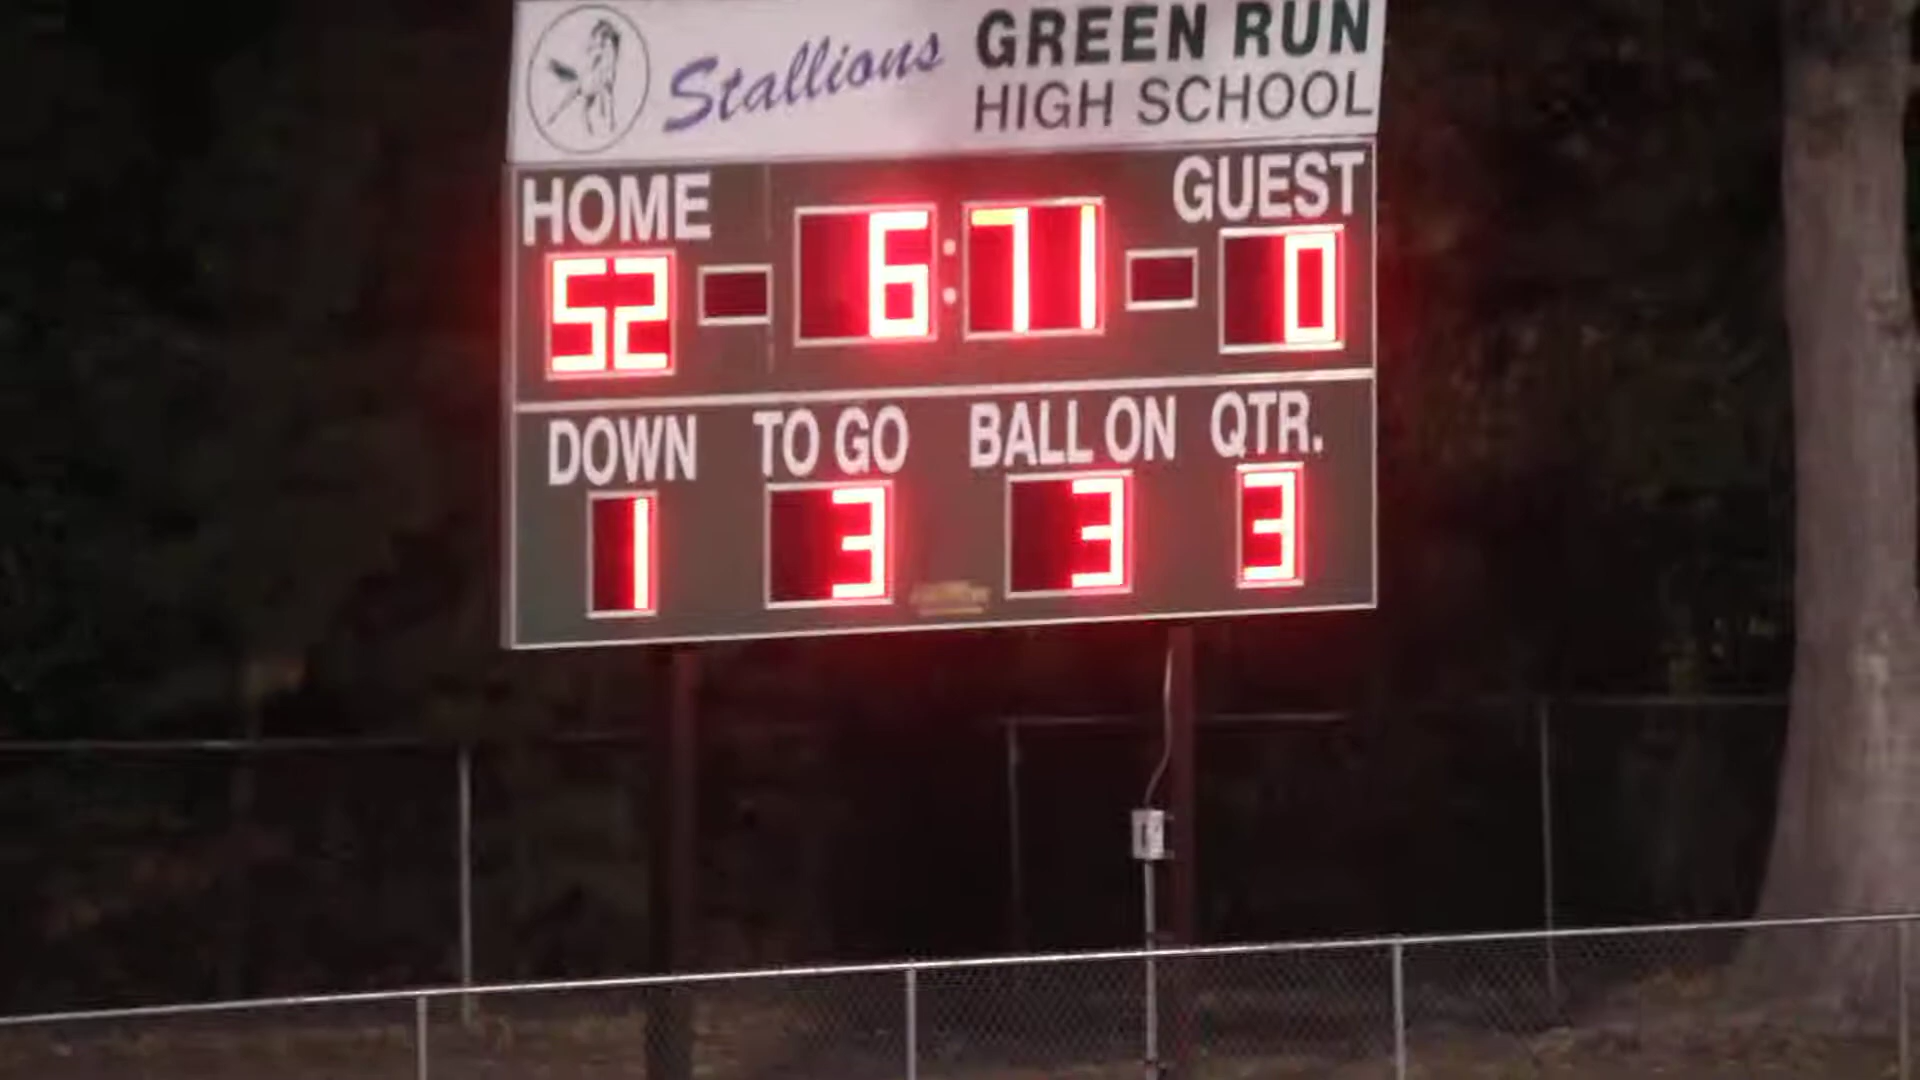 Stallions
GREEN RUN
HIGH SCHOOL
HOME
GUEST
52
6:71
0
DOWN
TO GO
BALL ON
QTR.
1
3
3
3